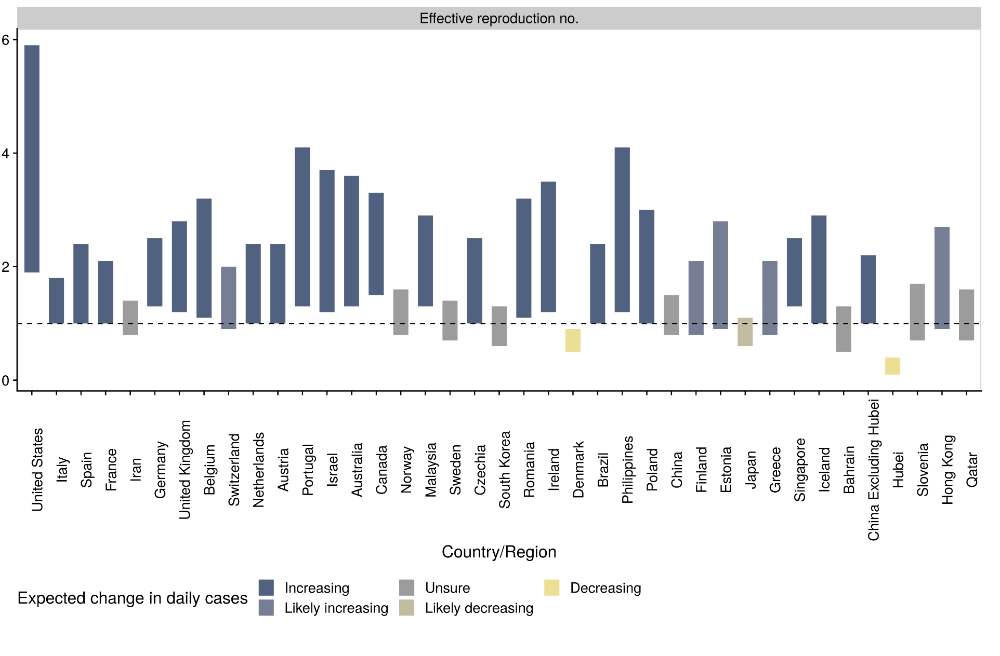 Effective reproduction no.
6
4
2
0
United States
Italy
Spain
France
Iran
Germany
United Kingdom
Belgium
Switzerland
Netherlands
Austria
Portugal
Israel
Australia
Canada
Norway
Malaysia
Sweden
Czechia
South Korea
Romania
Ireland
Denmark
Brazil
Philippines
Poland
China
Finland
Estonia
Japan
Greece
Singapore
Iceland
Bahrain
China Excluding Hubei
Hubei
Slovenia
Hong Kong
Qatar
Country/Region
Expected change in daily cases
Increasing
Likely increasing
Unsure
Likely decreasing
Decreasing